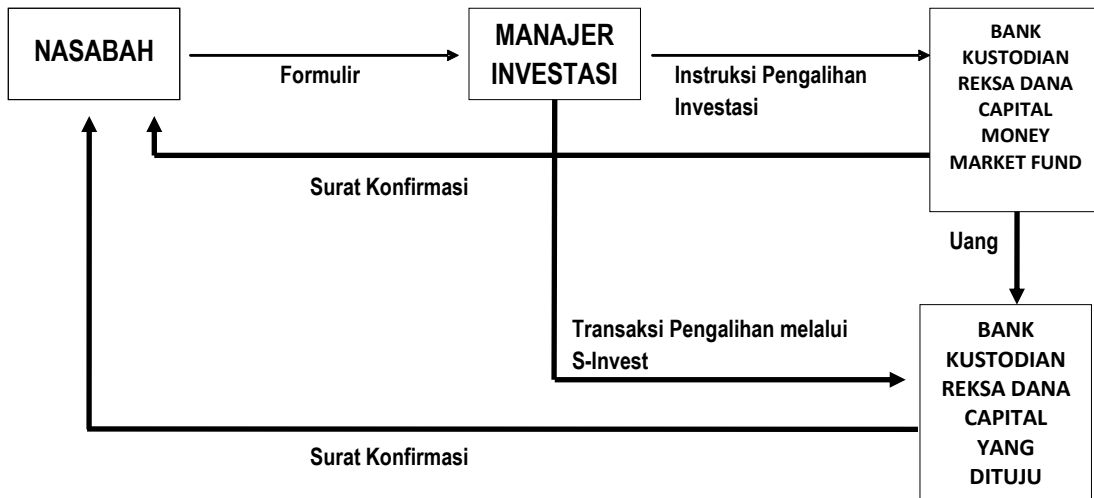 NASABAH
Formulir
MANAJER
INVESTASI
Instruksi Pengalihan
Investasi
BANK
KUSTODIAN
REKSA DANA
CAPITAL
MONEY
MARKET FUND
Surat Konfirmasi
Uang
Transaksi Pengalihan melalui
S-Invest
BANK
KUSTODIAN
REKSA DANA
CAPITAL
YANG
DITUJU
Surat Konfirmasi